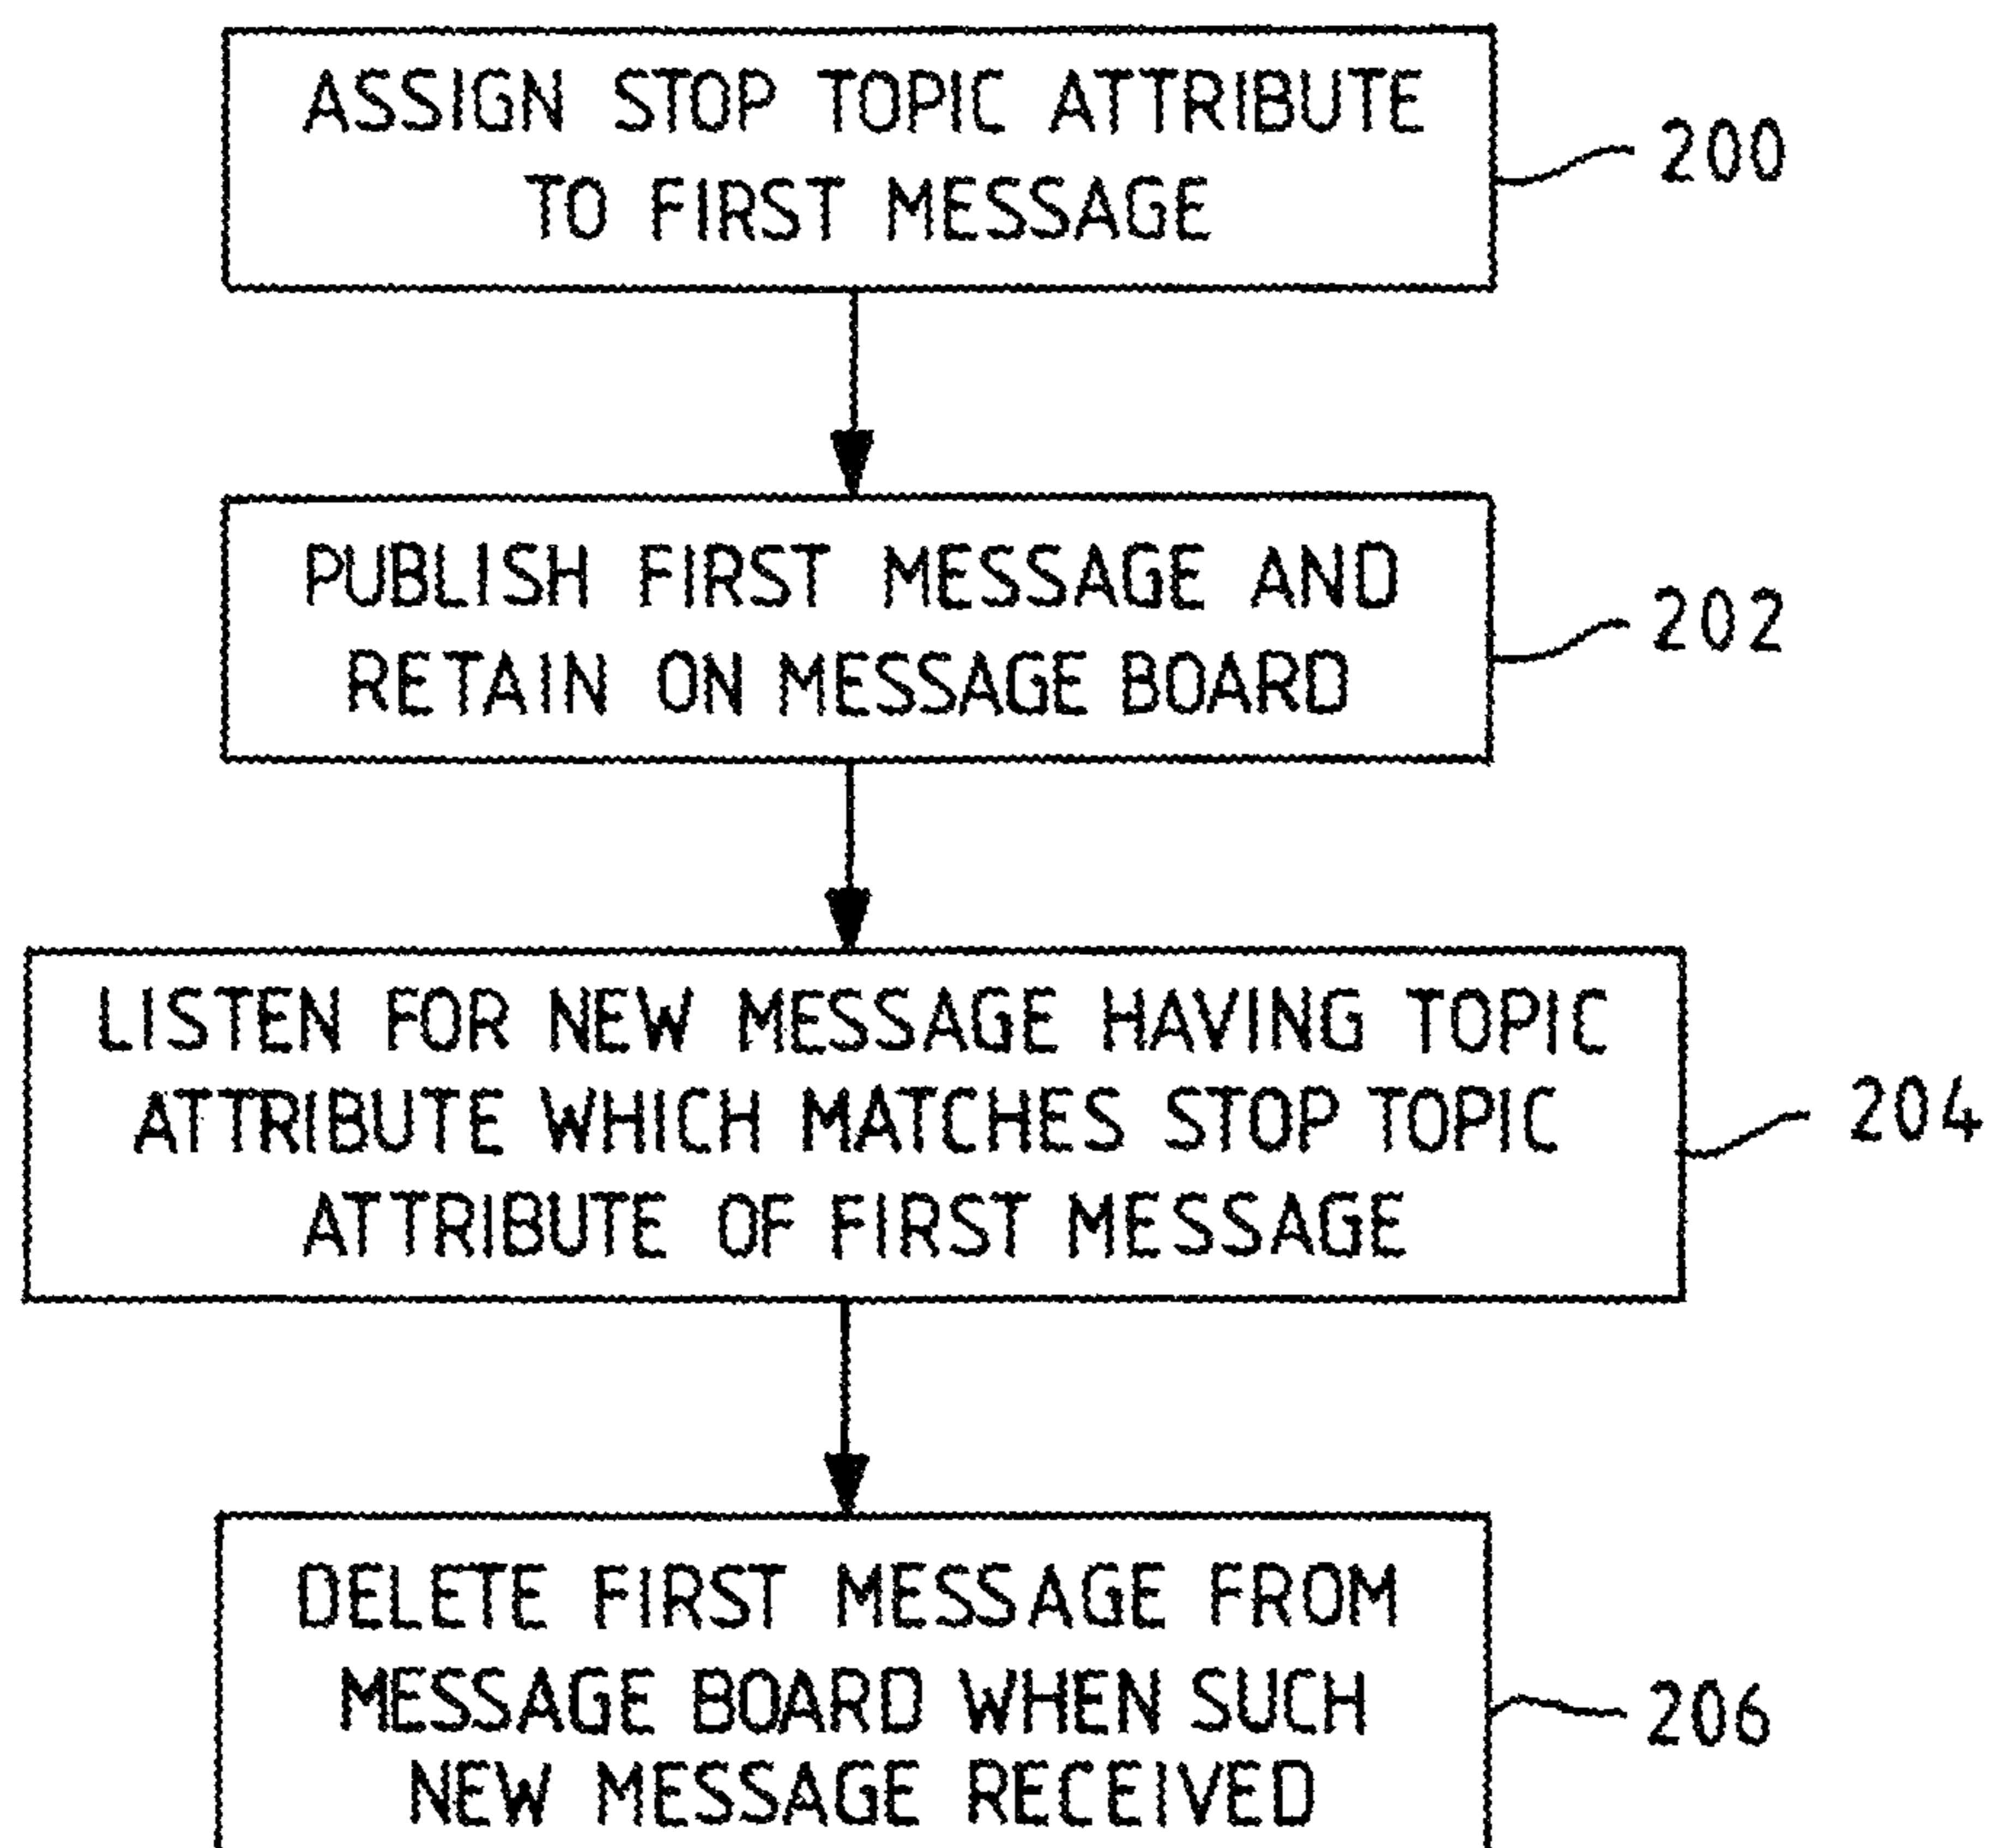 ASSIGN STOP TOPIC ATTRIBUTE
TO FIRST MESSAGE
200
PUBLISH FIRST MESSAGE AND
RETAIN ON MESSAGE BOARD
202
LISTEN FOR NEW MESSAGE HAVING TOPIC
ATTRIBUTE WHICH MATCHES STOP TOPIC
ATTRIBUTE OF FIRST MESSAGE
204
DELETE FIRST MESSAGE FROM
MESSAGE BOARD WHEN SUCH
NEW MESSAGE RECEIVED
206